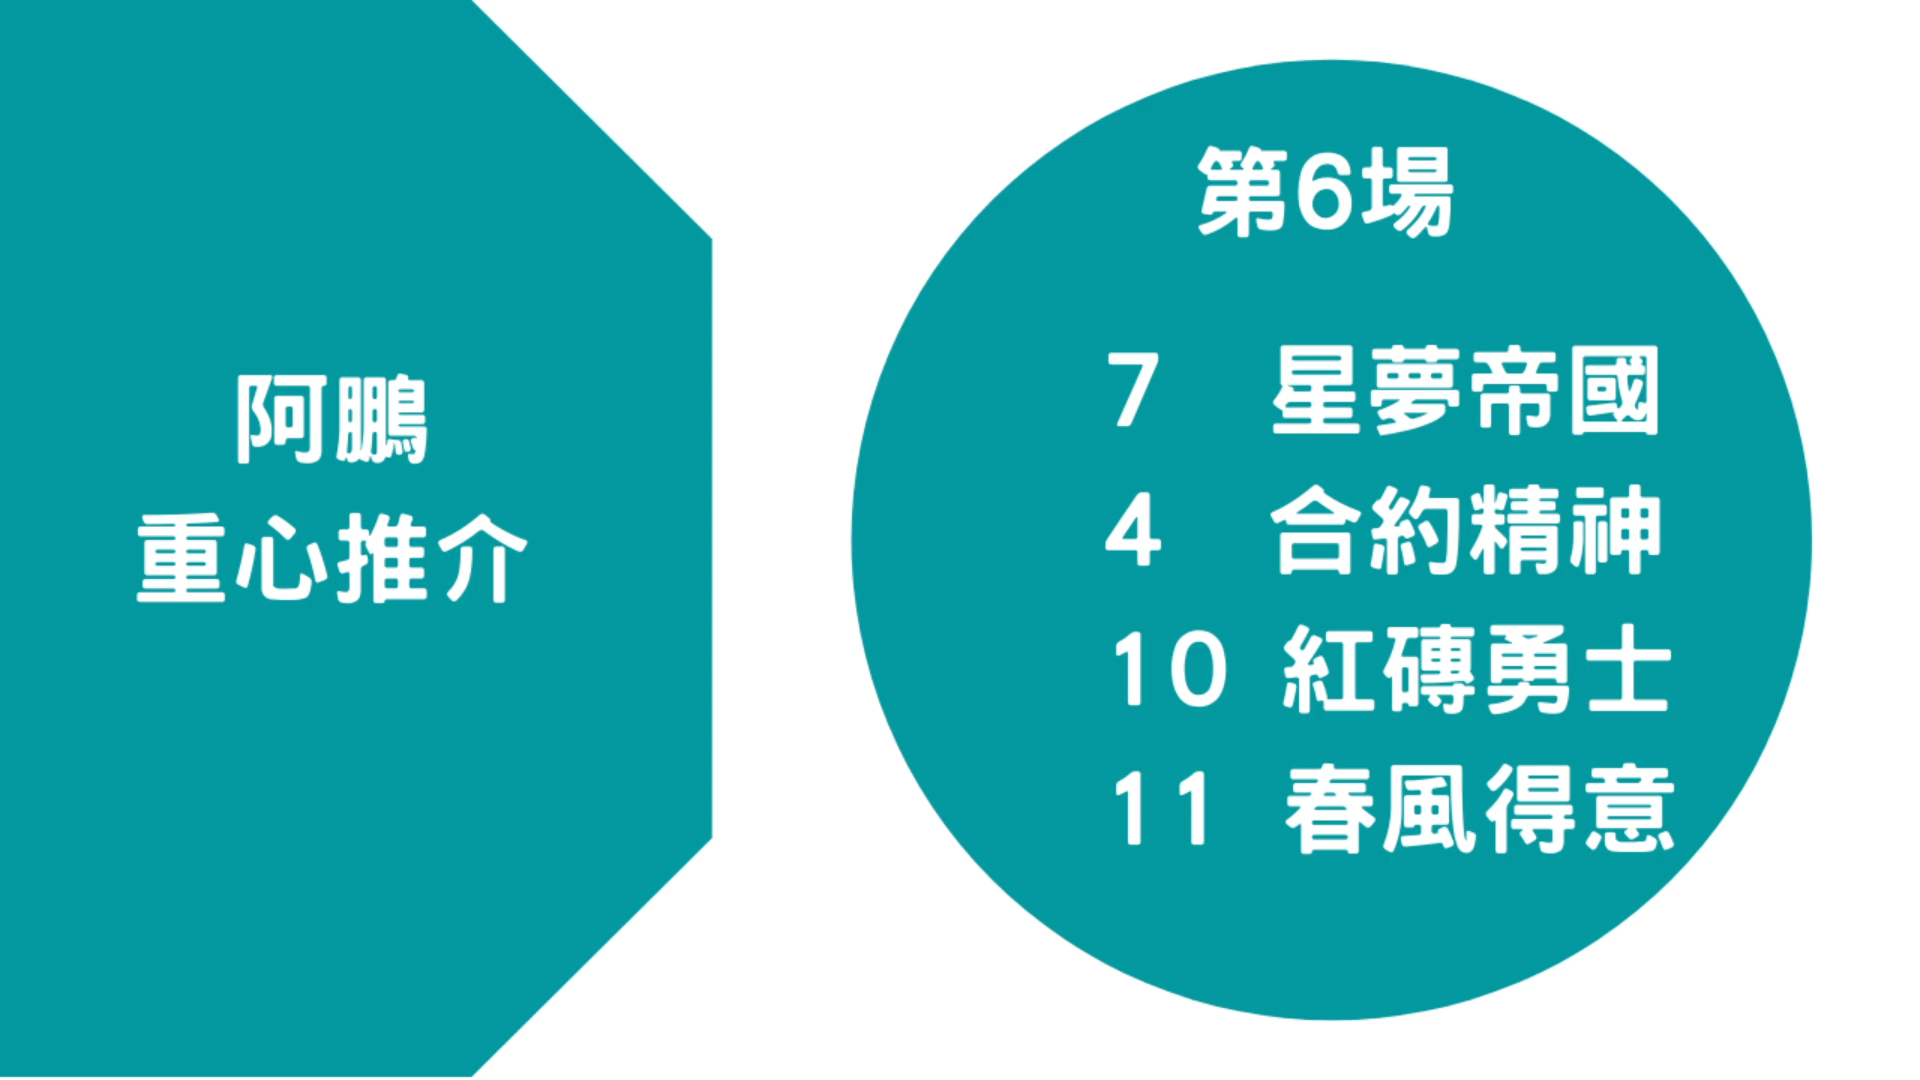 阿鵬
重心推介
第6場
7 星夢帝國
4 合約精神
10 紅磚勇士
11 春風得意